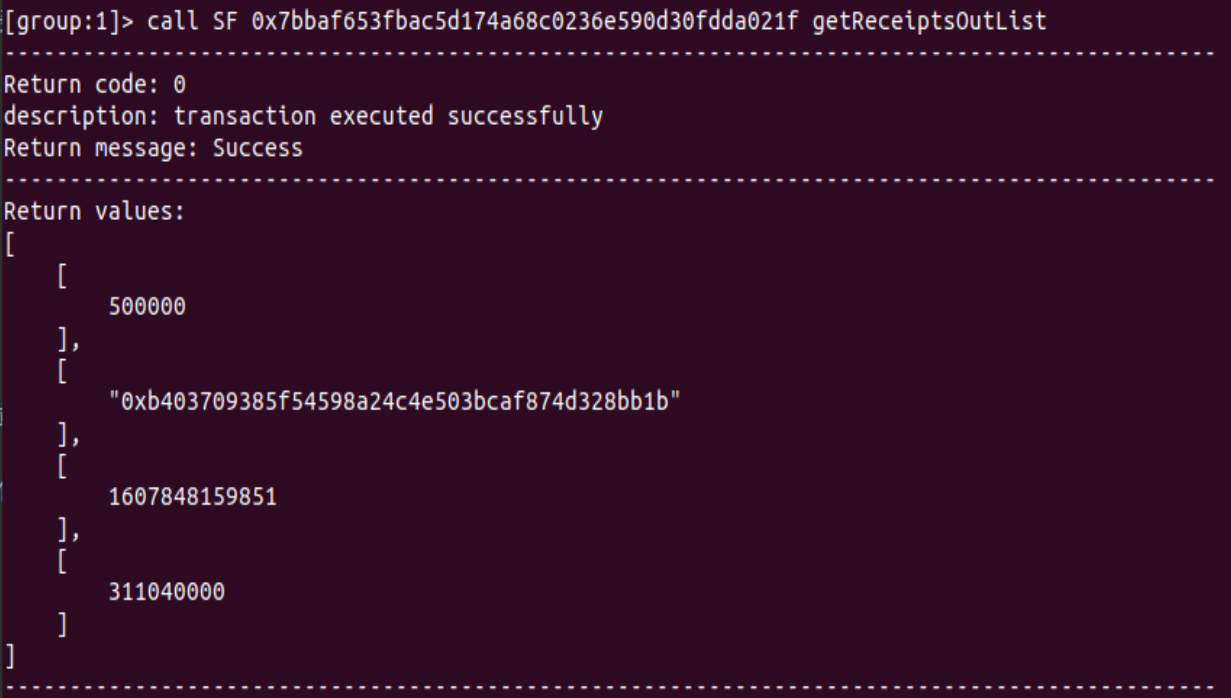 [group:1]> call SF 0x7bbaf653fbac5d174a68c0236e590d30fdda021f getReceiptsOutList
---------------------------------------------------------------------------------------------
Return code: 0
description: transaction executed successfully
Return message: Success
---------------------------------------------------------------------------------------------
Return values:
[
    [
        500000
    ],
    [
        "0xb403709385f54598a24c4e503bcaf874d328bb1b"
    ],
    [
        1607848159851
    ],
    [
        311040000
    ]
]
---------------------------------------------------------------------------------------------